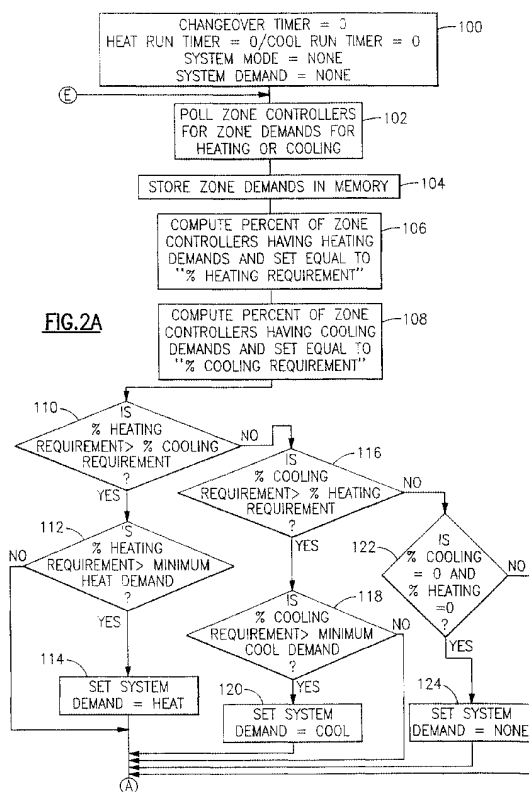 CHANGEOVER TIMER = 0
HEAT RUN TIMER = 0/COOL RUN TIMER = 0
SYSTEM MODE = NONE
SYSTEM DEMAND = NONE
100
E
POLL ZONE CONTROLLERS
FOR ZONE DEMANDS FOR
HEATING OR COOLING
102
STORE ZONE DEMANDS IN MEMORY
104
COMPUTE PERCENT OF ZONE
CONTROLLERS HAVING HEATING
DEMANDS AND SET EQUAL TO
"% HEATING REQUIREMENT"
106
FIG.2A
COMPUTE PERCENT OF ZONE
CONTROLLERS HAVING COOLING
DEMANDS AND SET EQUAL TO
"% COOLING REQUIREMENT"
108
110
IS
% HEATING
REQUIREMENT> % COOLING
REQUIREMENT
?
NO
YES
116
IS
% COOLING
REQUIREMENT> % HEATING
REQUIREMENT
?
NO
YES
112
IS
% HEATING
REQUIREMENT> MINIMUM
HEAT DEMAND
?
NO
YES
122
IS
% COOLING
= 0 AND
% HEATING
=0
?
NO
YES
118
IS
% COOLING
REQUIREMENT> MINIMUM
COOL DEMAND
?
NO
YES
114
SET SYSTEM
DEMAND = HEAT
120
SET SYSTEM
DEMAND = COOL
124
SET SYSTEM
DEMAND = NONE
A